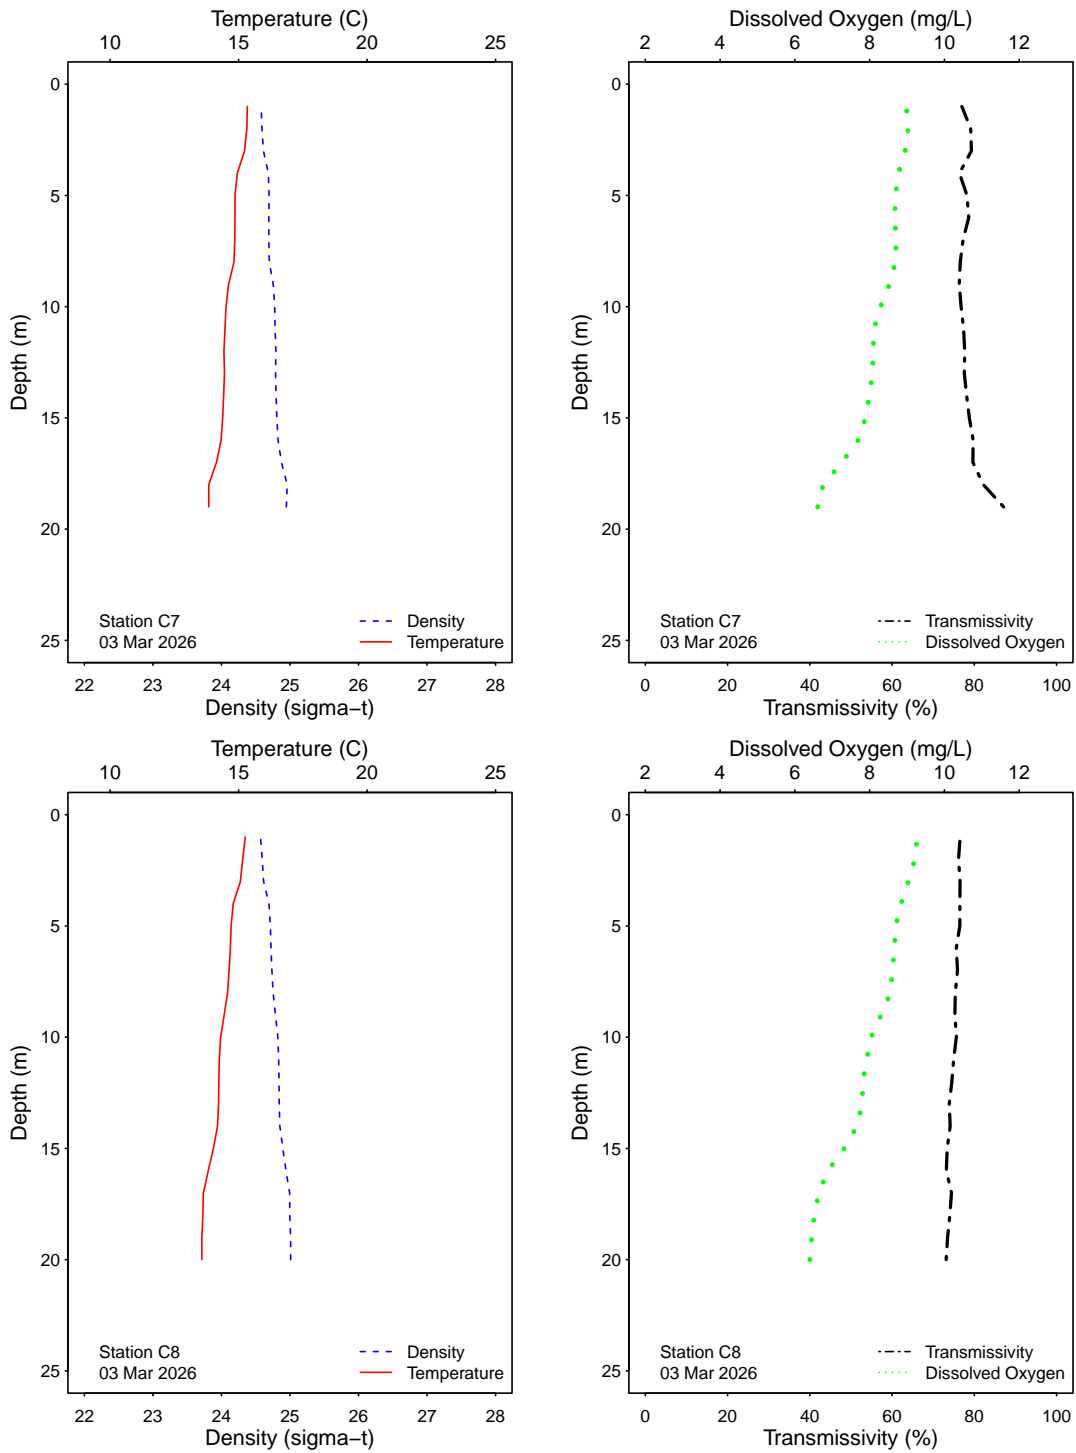 Temperature (C)
10 15 20 25
0
5
10
15
20
25
Depth (m)
Station C7
03 Mar 2026
Density
Temperature
22 23 24 25 26 27 28
Density (sigma−t)
Dissolved Oxygen (mg/L)
2 4 6 8 10 12
0
5
10
15
20
25
Depth (m)
Station C7
03 Mar 2026
Transmissivity
Dissolved Oxygen
0 20 40 60 80 100
Transmissivity (%)
Temperature (C)
10 15 20 25
0
5
10
15
20
25
Depth (m)
Station C8
03 Mar 2026
Density
Temperature
22 23 24 25 26 27 28
Density (sigma−t)
Dissolved Oxygen (mg/L)
2 4 6 8 10 12
0
5
10
15
20
25
Depth (m)
Station C8
03 Mar 2026
Transmissivity
Dissolved Oxygen
0 20 40 60 80 100
Transmissivity (%)